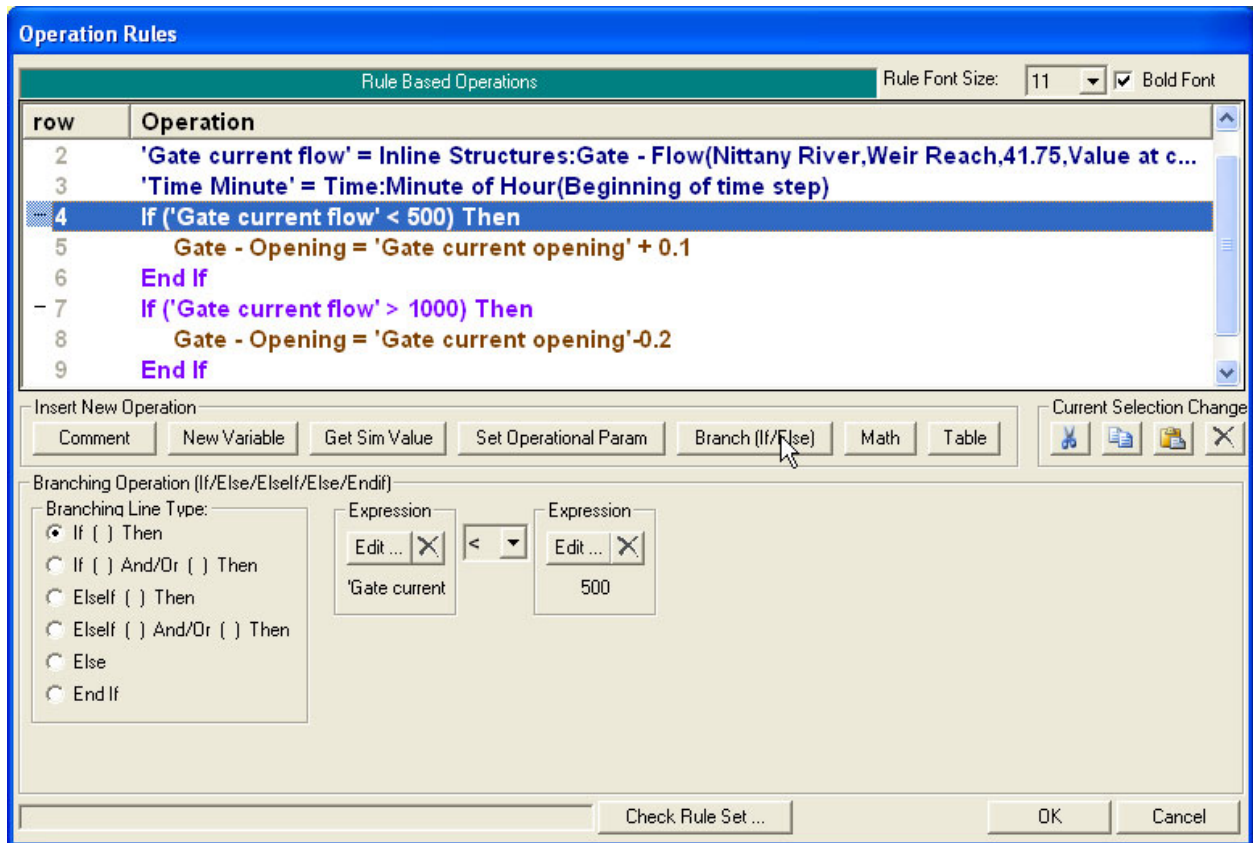 Operation Rules
Rule Based Operations Rule Font Size: 11 Bold Font
row Operation
2 'Gate current flow' = Inline Structures:Gate - Flow(Nittany River,Weir Reach,41.75,Value at c...
3 'Time Minute' = Time:Minute of Hour(Beginning of time step)
4 If ('Gate current flow' < 500) Then
5 Gate - Opening = 'Gate current opening' + 0.1
6 End If
7 If ('Gate current flow' > 1000) Then
8 Gate - Opening = 'Gate current opening'-0.2
9 End If
Insert New Operation Current Selection Change
Comment New Variable Get Sim Value Set Operational Param Branch (If/Else) Math Table
Branching Operation (If/Else/ElseIf/Else/Endif)
Branching Line Type: Expression Expression
If ( ) Then Edit ... < Edit ...
If ( ) And/Or ( ) Then 'Gate current 500
ElseIf ( ) Then
ElseIf ( ) And/Or ( ) Then
Else
End If
Check Rule Set ... OK Cancel